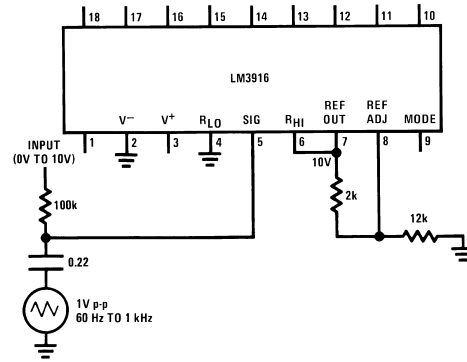 18 17 16 15 14 13 12 11 10
LM3916
V− V+ RLO SIG RHI REF OUT REF ADJ MODE
1 2 3 4 5 6 7 8 9
INPUT
(0V TO 10V)
10V
100k
2k
12k
0.22
1V p-p
60 Hz TO 1 kHz